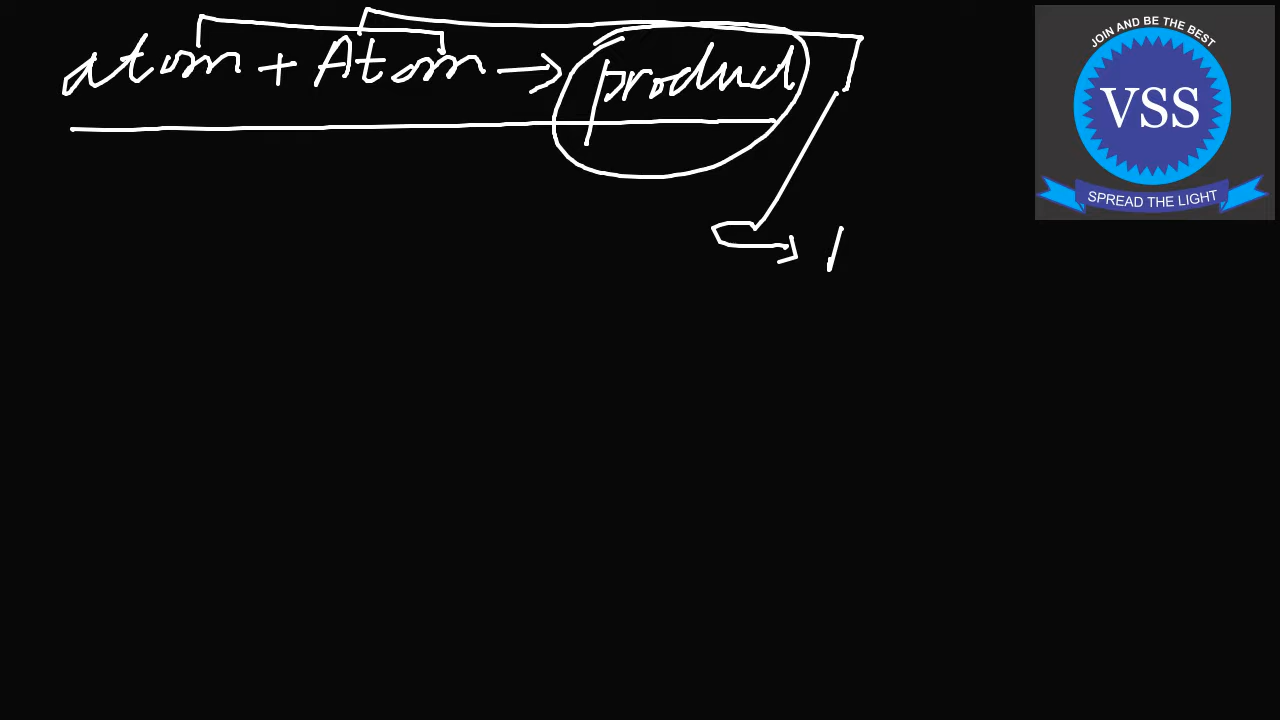 atom + Atom → product
JOIN AND BE THE BEST
VSS
SPREAD THE LIGHT